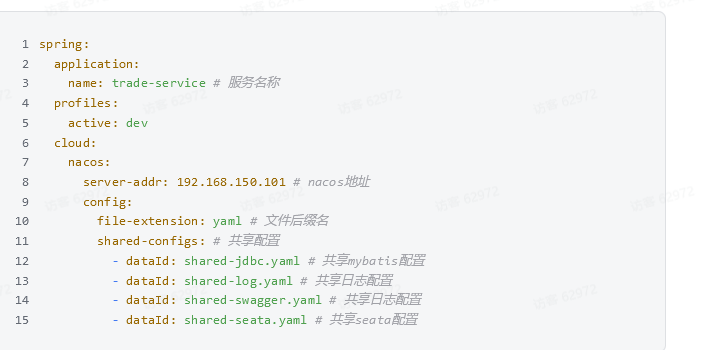 1 spring:
2   application:
3     name: trade-service # 服务名称
4   profiles:
5     active: dev
6   cloud:
7     nacos:
8       server-addr: 192.168.150.101 # nacos地址
9       config:
10         file-extension: yaml # 文件后缀名
11         shared-configs: # 共享配置
12           - dataId: shared-jdbc.yaml # 共享mybatis配置
13           - dataId: shared-log.yaml # 共享日志配置
14           - dataId: shared-swagger.yaml # 共享日志配置
15           - dataId: shared-seata.yaml # 共享seata配置
访客 62972